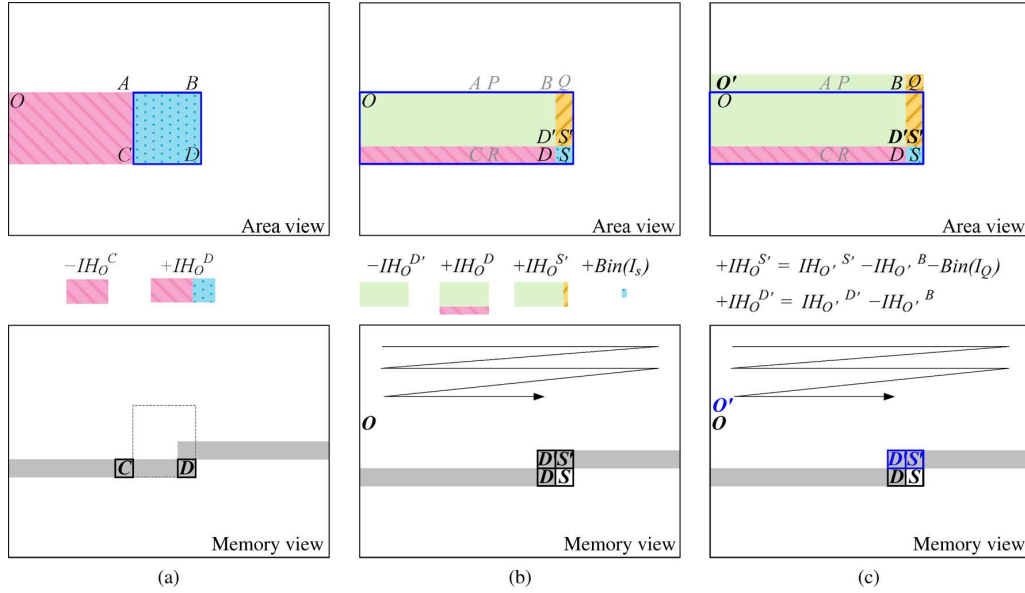 A B
O
C D
Area view
−IH_O^C +IH_O^D
C D
Memory view
(a)
A P B Q
O
D' S'
C R D S
Area view
−IH_O^D' +IH_O^D +IH_O^S' +Bin(I_s)
O
D' S'
D S
Memory view
(b)
O' A P B Q
O
D' S'
C R D S
Area view
+IH_O^S' = IH_O'^S' −IH_O'^B−Bin(I_Q)
+IH_O^D' = IH_O'^D' −IH_O'^B
O'
O
D' S'
D S
Memory view
(c)